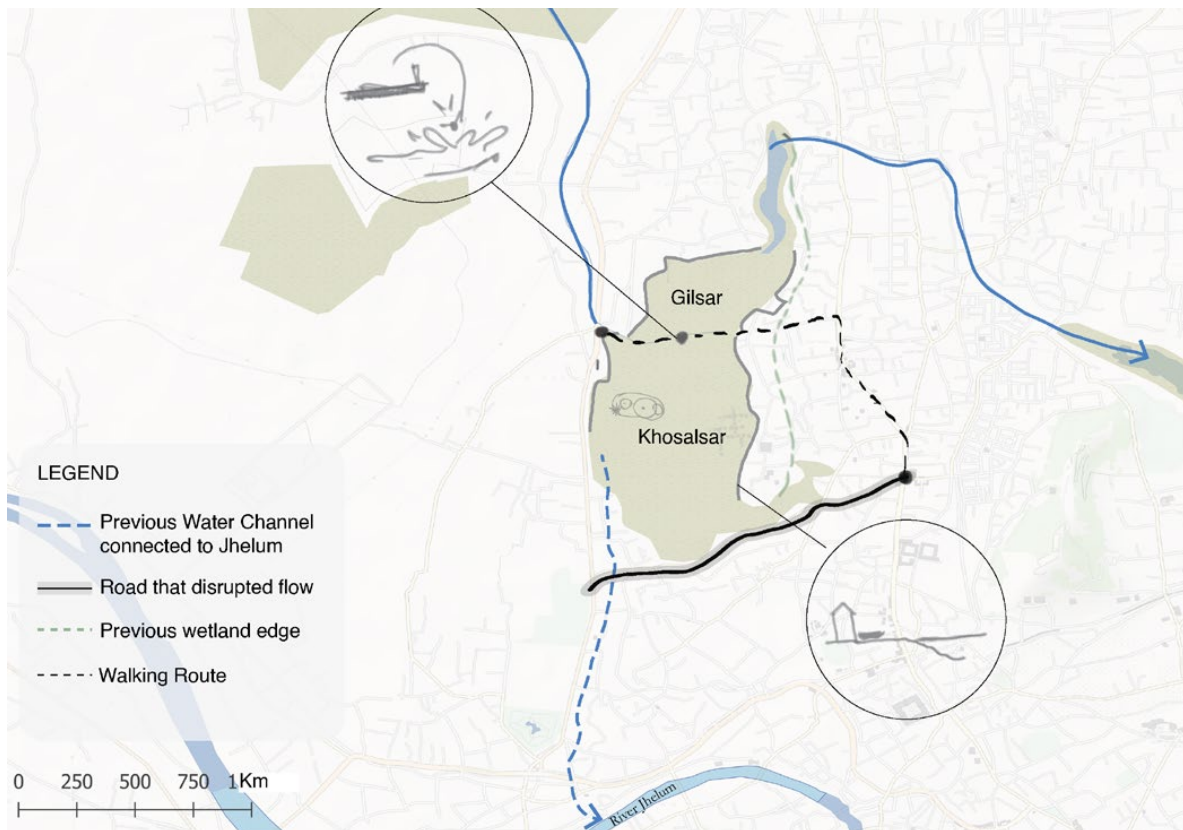 Gilsar
Khosalsar
LEGEND
Previous Water Channel
connected to Jhelum
Road that disrupted flow
Previous wetland edge
Walking Route
0 250 500 750 1Km
River Jhelum